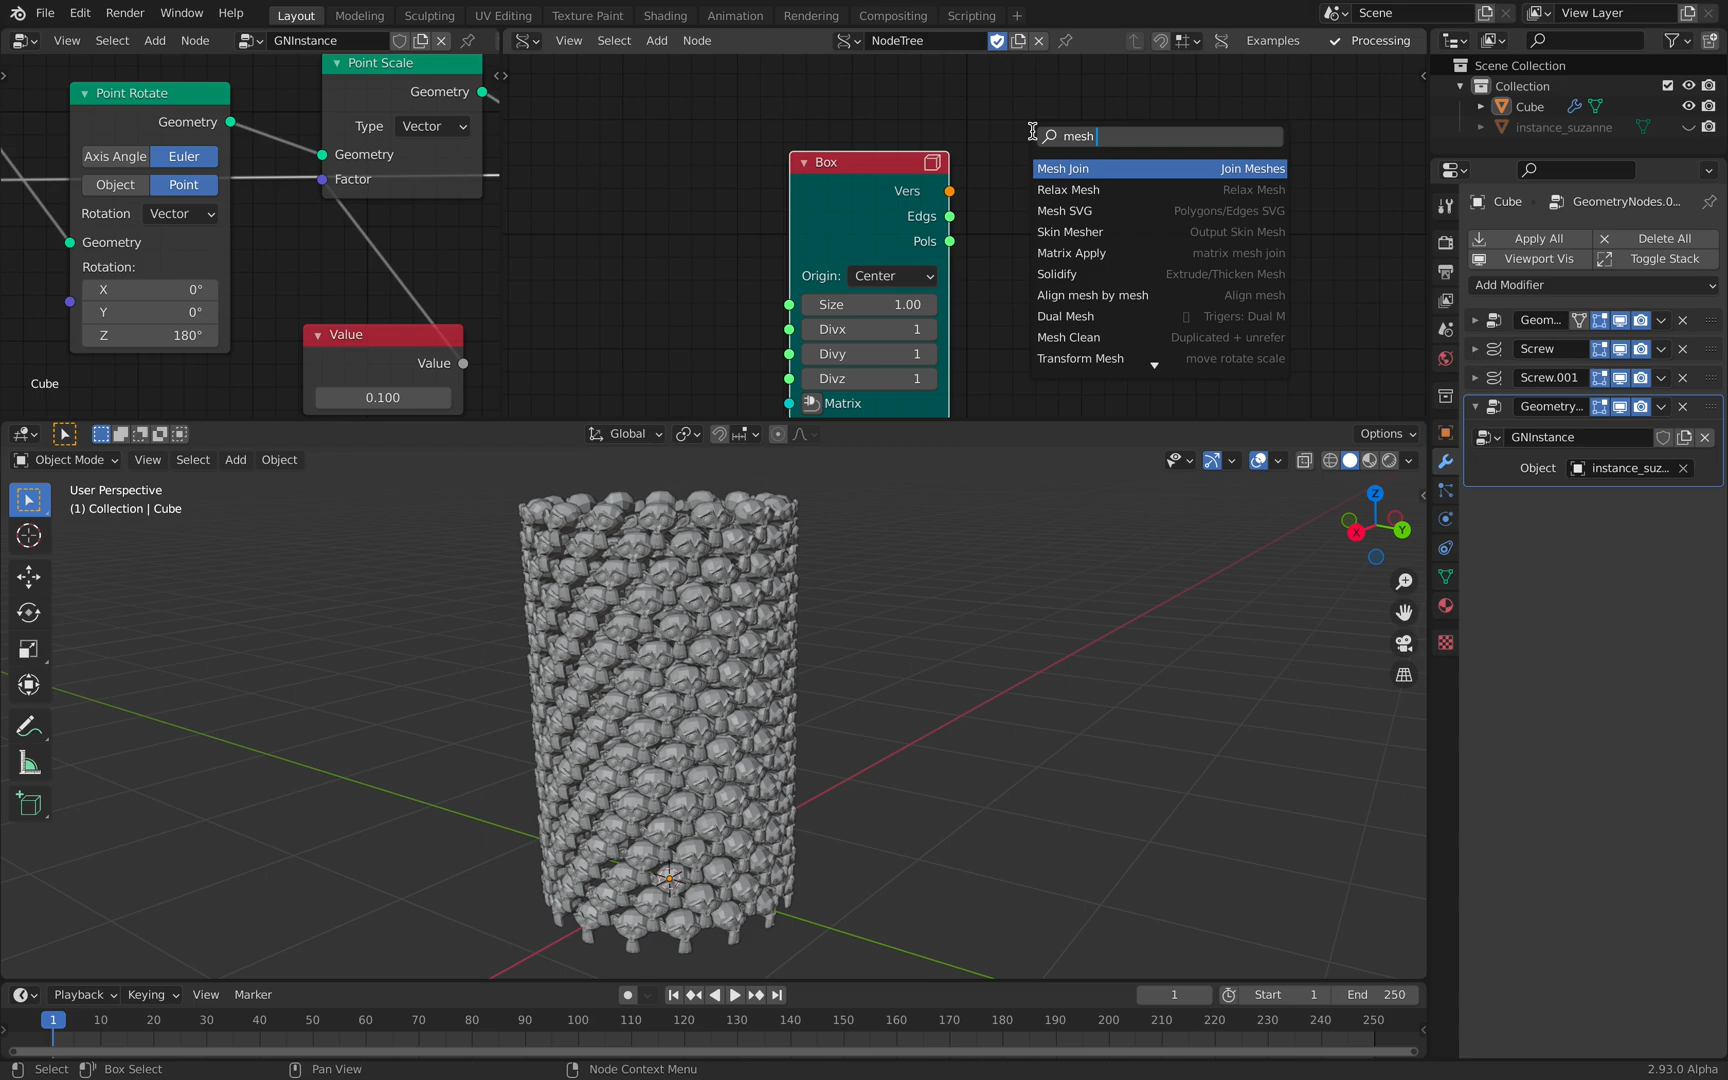 File Edit Render Window Help Layout Modeling Sculpting UV Editing Texture Paint Shading Animation Rendering Compositing Scripting + Scene View Layer
View Select Add Node GNInstance
View Select Add Node NodeTree Examples Processing
Point Rotate
Geometry
Axis Angle Euler
Object Point
Rotation Vector
Geometry
Rotation:
X 0°
Y 0°
Z 180°
Cube
Point Scale
Geometry
Type Vector
Geometry
Factor
Value
Value
0.100
Box
Vers
Edgs
Pols
Origin: Center
Size 1.00
Divx 1
Divy 1
Divz 1
Matrix
mesh
Mesh Join Join Meshes
Relax Mesh Relax Mesh
Mesh SVG Polygons/Edges SVG
Skin Mesher Output Skin Mesh
Matrix Apply matrix mesh join
Solidify Extrude/Thicken Mesh
Align mesh by mesh Align mesh
Dual Mesh Trigers: Dual M
Mesh Clean Duplicated + unrefer
Transform Mesh move rotate scale
Scene Collection
Collection
Cube
instance_suzanne
Cube GeometryNodes.0...
Apply All Delete All
Viewport Vis Toggle Stack
Add Modifier
Geom...
Screw
Screw.001
Geometry...
GNInstance
Object instance_suz...
Global Options
Object Mode View Select Add Object
User Perspective
(1) Collection | Cube
Z
Y
X
Playback Keying View Marker 1 Start 1 End 250
1 10 20 30 40 50 60 70 80 90 100 110 120 130 140 150 160 170 180 190 200 210 220 230 240 250
Select Box Select Pan View Node Context Menu 2.93.0 Alpha